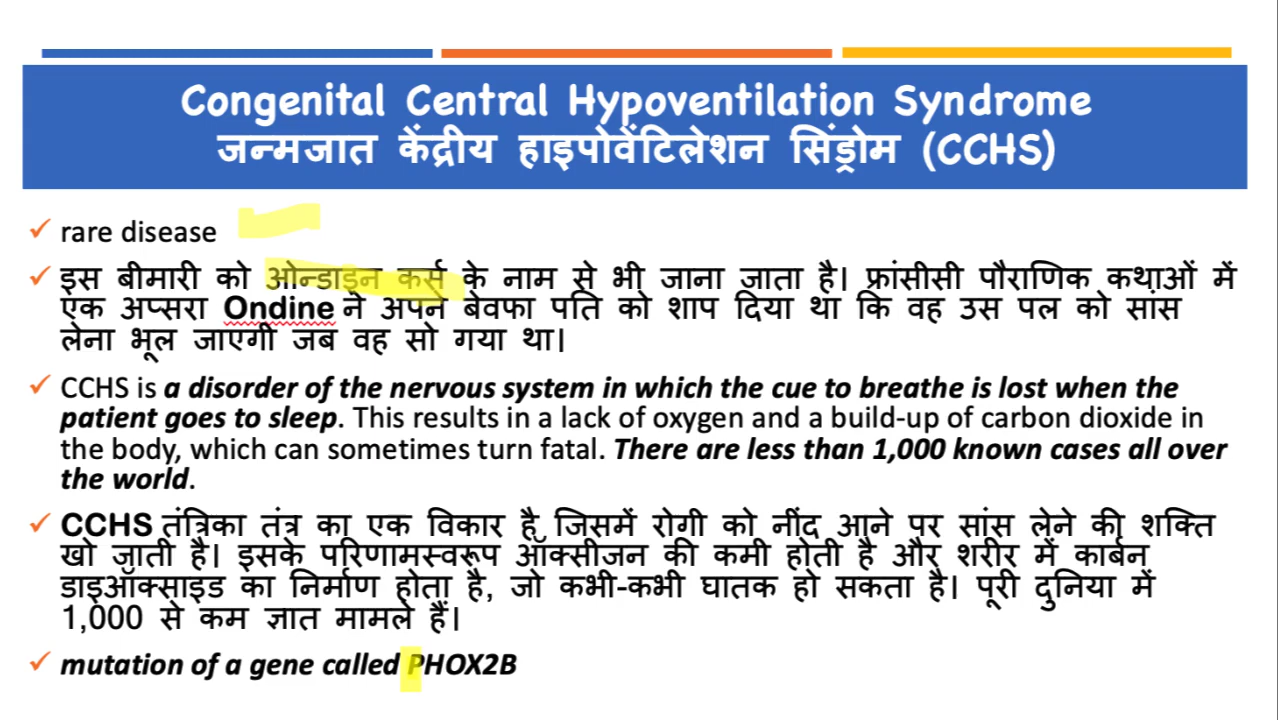 Congenital Central Hypoventilation Syndrome
जन्मजात केंद्रीय हाइपोवेंटिलेशन सिंड्रोम (CCHS)
✓ rare disease
✓ इस बीमारी को ओन्डाइन कर्स के नाम से भी जाना जाता है। फ्रांसीसी पौराणिक कथाओं में
एक अप्सरा Ondine ने अपने बेवफा पति को शाप दिया था कि वह उस पल को सांस
लेना भूल जाएगी जब वह सो गया था।
✓ CCHS is a disorder of the nervous system in which the cue to breathe is lost when the
patient goes to sleep. This results in a lack of oxygen and a build-up of carbon dioxide in
the body, which can sometimes turn fatal. There are less than 1,000 known cases all over
the world.
✓ CCHS तंत्रिका तंत्र का एक विकार है जिसमें रोगी को नींद आने पर सांस लेने की शक्ति
खो जाती है। इसके परिणामस्वरूप ऑक्सीजन की कमी होती है और शरीर में कार्बन
डाइऑक्साइड का निर्माण होता है, जो कभी-कभी घातक हो सकता है। पूरी दुनिया में
1,000 से कम ज्ञात मामले हैं।
✓ mutation of a gene called PHOX2B